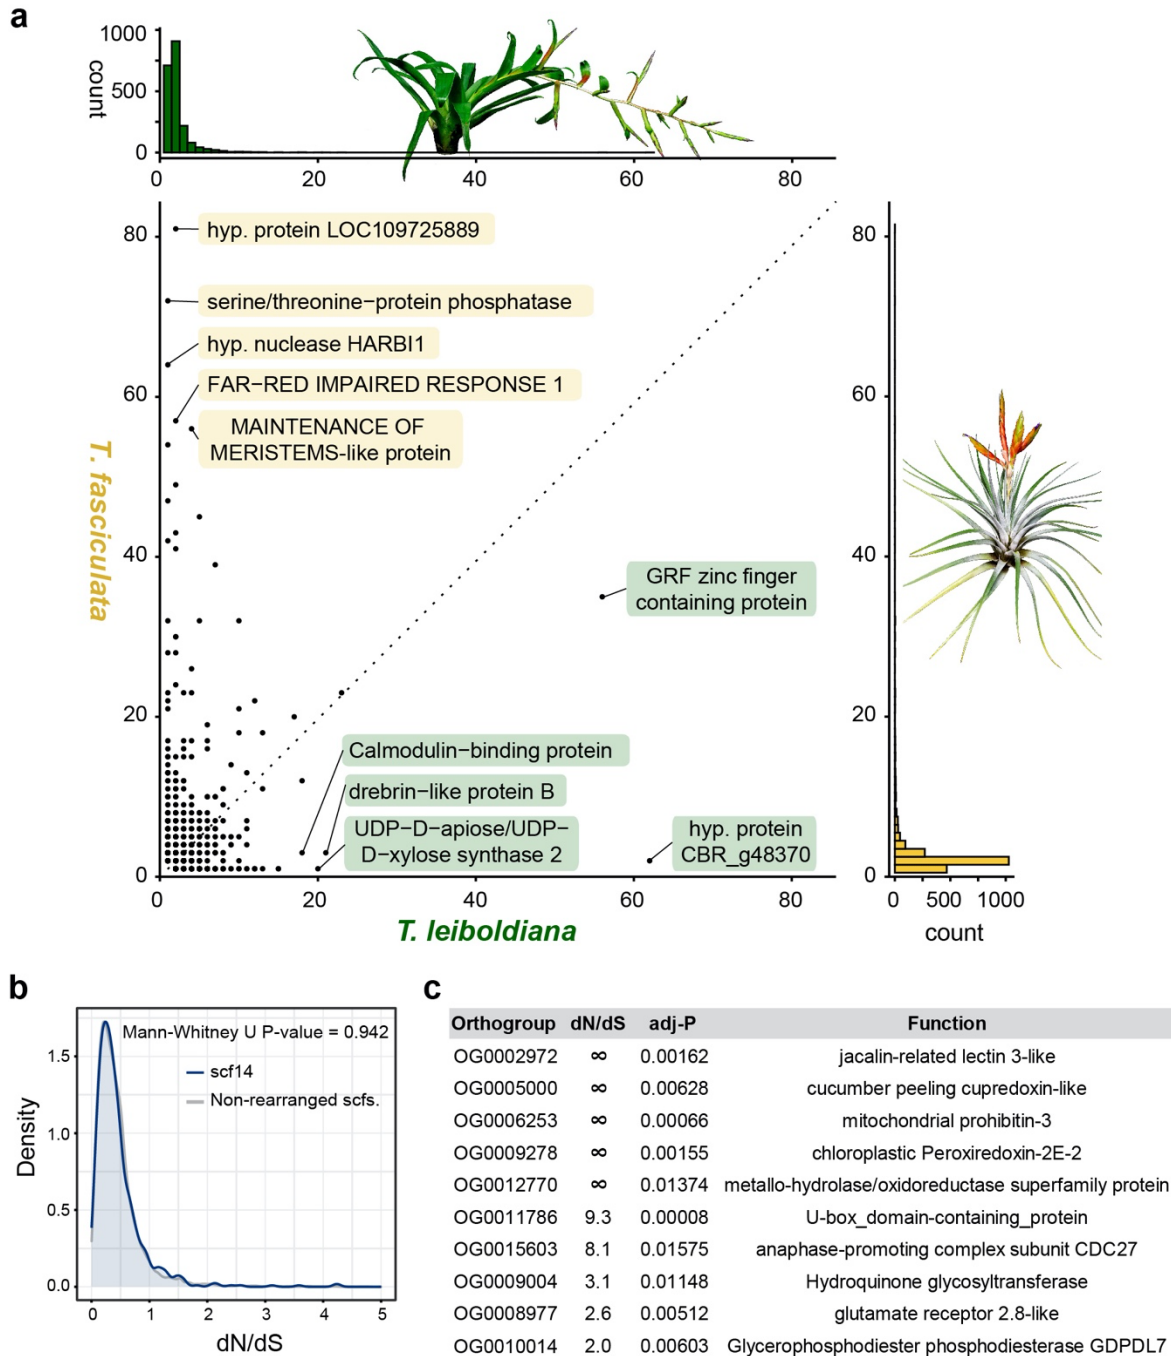 a
1000
500
0
count
0 20 40 60 80
80
60
40
20
0
T. fasciculata
hyp. protein LOC109725889
serine/threonine−protein phosphatase
hyp. nuclease HARBI1
FAR−RED IMPAIRED RESPONSE 1
MAINTENANCE OF
MERISTEMS-like protein
GRF zinc finger
containing protein
Calmodulin−binding protein
drebrin−like protein B
UDP−D−apiose/UDP−
D−xylose synthase 2
hyp. protein
CBR_g48370
0 20 40 60 80
T. leiboldiana
80
60
40
20
0
0 500 1000
count
b
Mann-Whitney U P-value = 0.942
scf14
Non-rearranged scfs.
1.5
1.0
0.5
0.0
Density
0 1 2 3 4 5
dN/dS
c
Orthogroup dN/dS adj-P Function
OG0002972 ∞ 0.00162 jacalin-related lectin 3-like
OG0005000 ∞ 0.00628 cucumber peeling cupredoxin-like
OG0006253 ∞ 0.00066 mitochondrial prohibitin-3
OG0009278 ∞ 0.00155 chloroplastic Peroxiredoxin-2E-2
OG0012770 ∞ 0.01374 metallo-hydrolase/oxidoreductase superfamily protein
OG0011786 9.3 0.00008 U-box_domain-containing_protein
OG0015603 8.1 0.01575 anaphase-promoting complex subunit CDC27
OG0009004 3.1 0.01148 Hydroquinone glycosyltransferase
OG0008977 2.6 0.00512 glutamate receptor 2.8-like
OG0010014 2.0 0.00603 Glycerophosphodiester phosphodiesterase GDPDL7